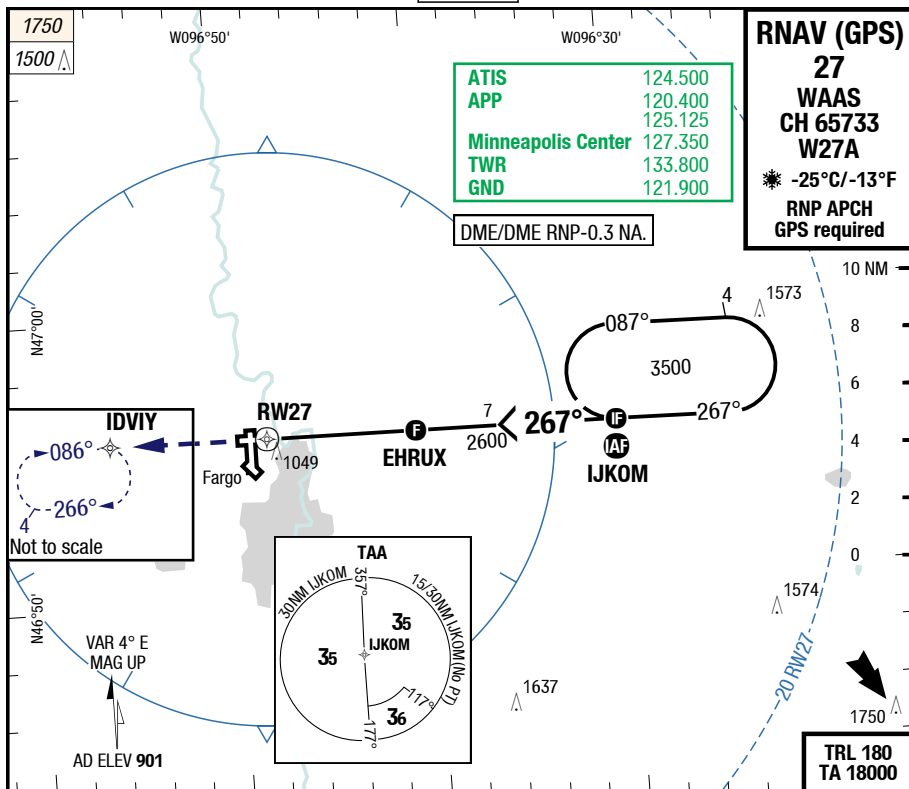 1750
1500
W096°50'
W096°30'
RNAV (GPS)
27
WAAS
CH 65733
W27A
-25°C/-13°F
RNP APCH
GPS required
ATIS 124.500
APP 120.400
125.125
Minneapolis Center 127.350
TWR 133.800
GND 121.900
DME/DME RNP-0.3 NA.
10 NM
8
6
4
2
0
N47°00'
N46°50'
1573
4
087°
3500
267°
267°
7
2600
IF
IAF
IJKOM
F
EHRUX
RW27
1049
Fargo
IDVIY
086°
266°
4
Not to scale
TAA
30NM IJKOM
357°
15/30NM IJKOM (No PT)
35
IJKOM
35
117°
36
177°
1574
1637
20 RW27
1750
VAR 4° E
MAG UP
AD ELEV 901
TRL 180
TA 18000